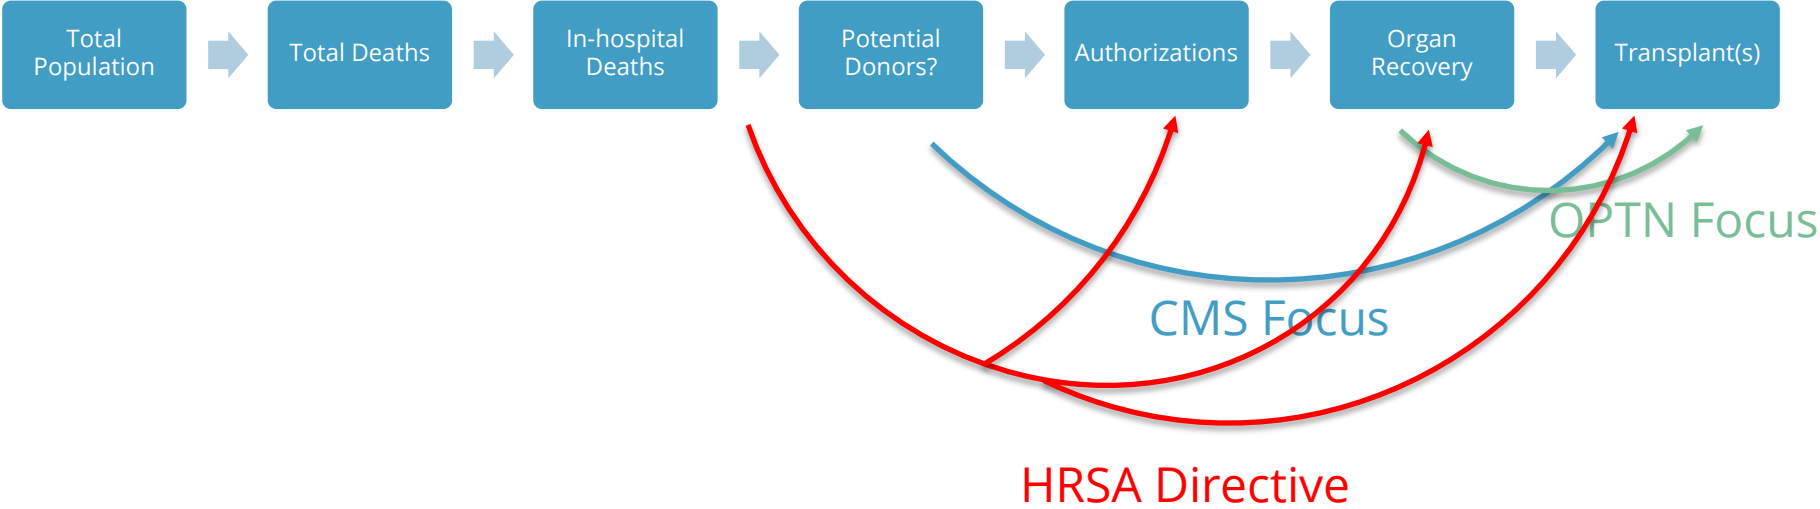 Total
Population
Total Deaths
In-hospital
Deaths
Potential
Donors?
Authorizations
Organ
Recovery
Transplant(s)
OPTN Focus
CMS Focus
HRSA Directive